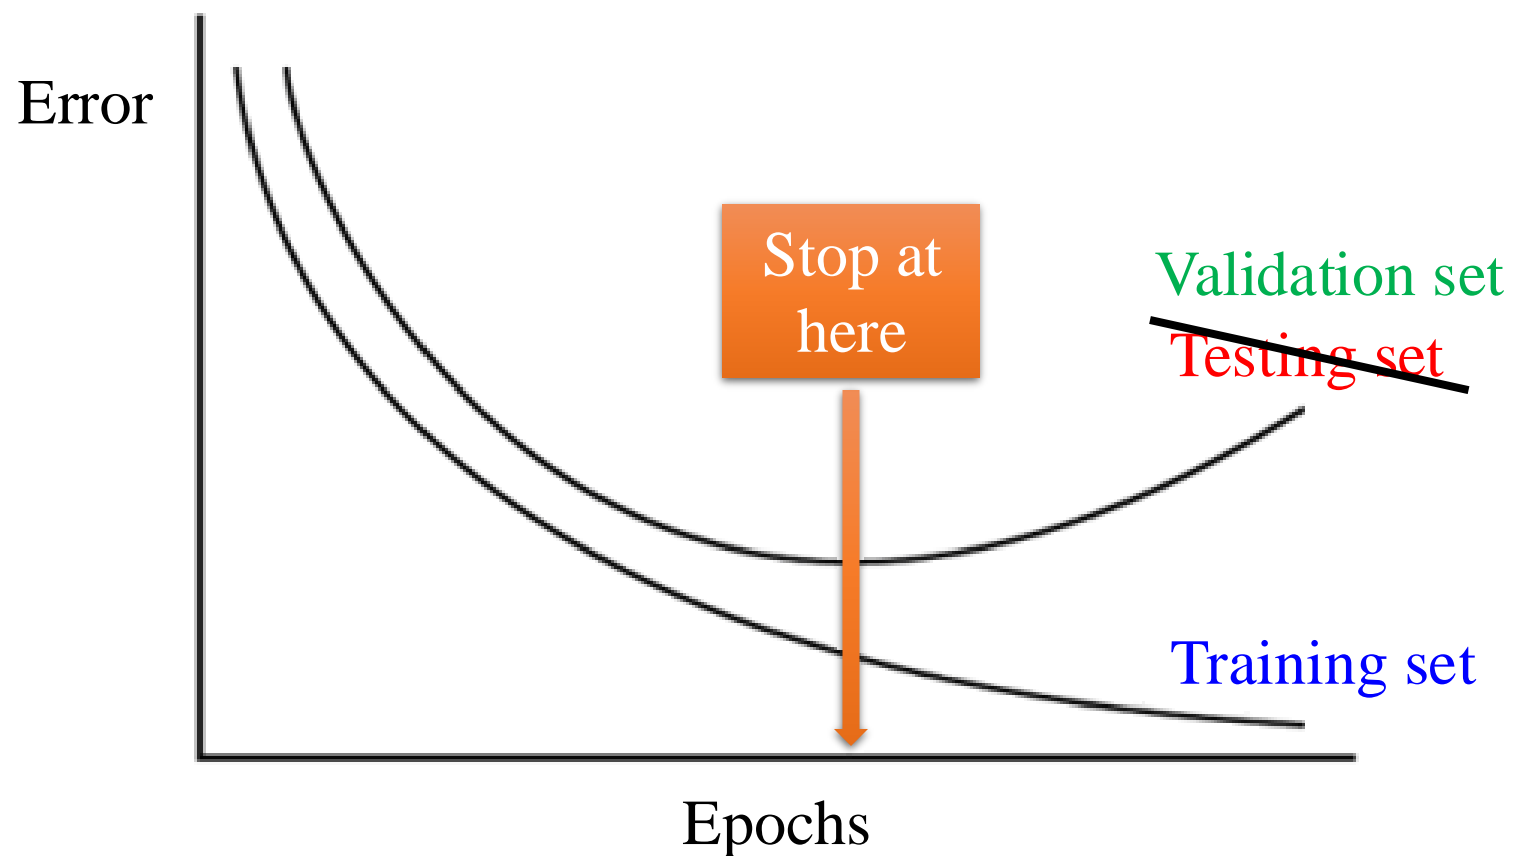 Error
Stop at
here
Validation set
Testing set
Training set
Epochs